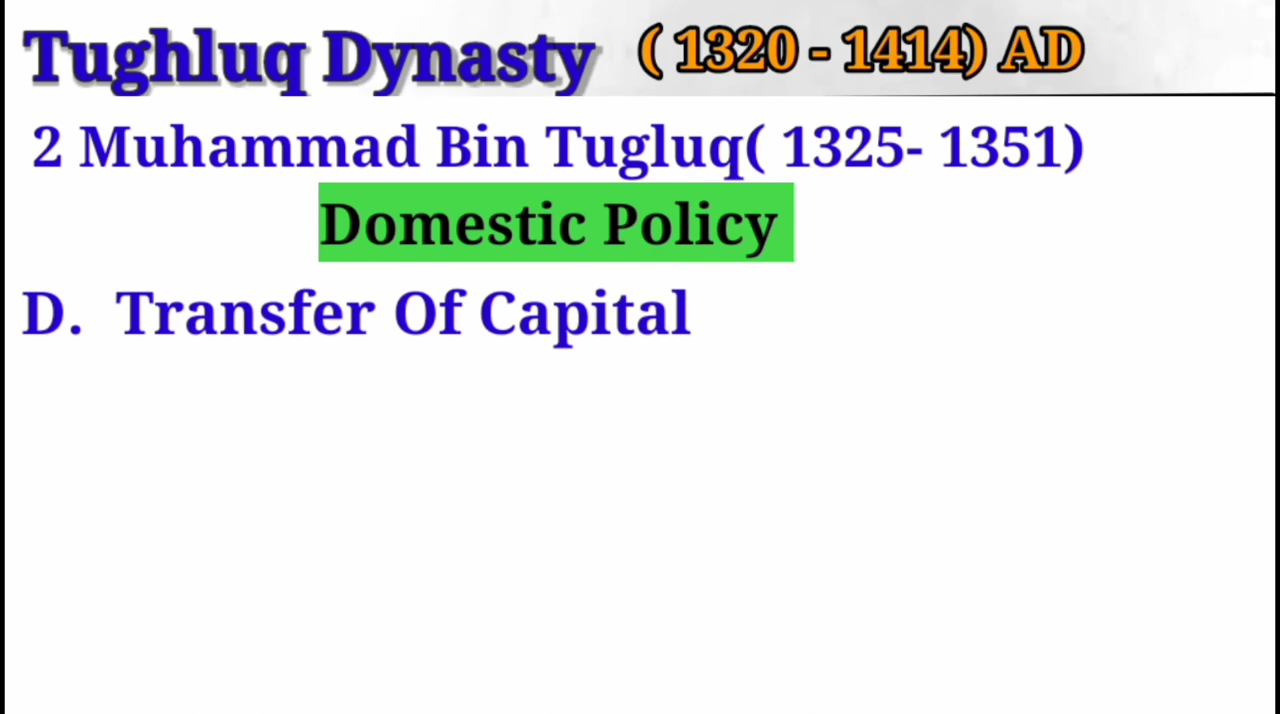 Tughluq Dynasty ( 1320 - 1414) AD
2 Muhammad Bin Tugluq( 1325- 1351)
Domestic Policy
D. Transfer Of Capital